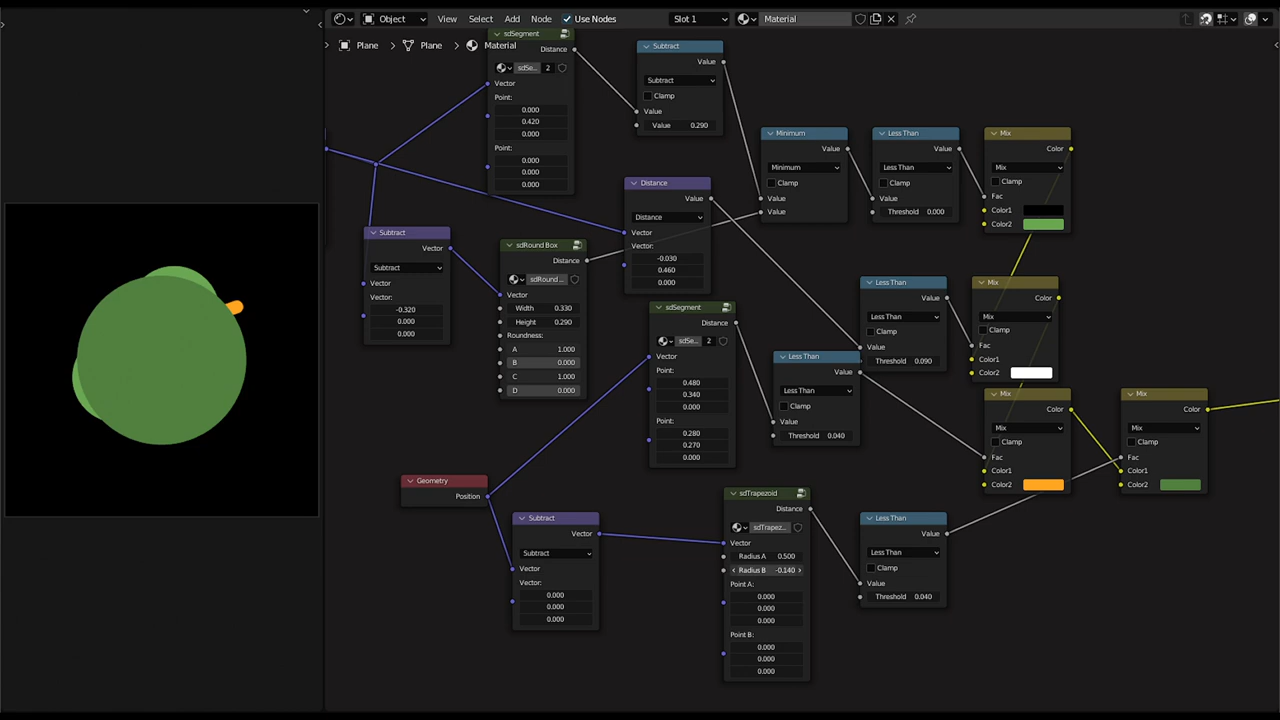 Object
View
Select
Add
Node
Use Nodes
Slot 1
Material
Plane
Plane
Material
sdSegment
Distance
sdSe...
2
Vector
Point:
0.000
0.420
0.000
Point:
0.000
0.000
0.000
Subtract
Value
Subtract
Clamp
Value
Value 0.290
Minimum
Value
Minimum
Clamp
Value
Value
Less Than
Value
Less Than
Clamp
Value
Threshold 0.000
Mix
Color
Mix
Clamp
Fac
Color1
Color2
Distance
Value
Distance
Vector
Vector:
-0.030
0.460
0.000
Subtract
Vector
Subtract
Vector
Vector:
-0.320
0.000
0.000
sdRound Box
Distance
sdRound...
Vector
Width 0.330
Height 0.290
Roundness:
A 1.000
B 0.000
C 1.000
D 0.000
sdSegment
Distance
sdSe...
2
Vector
Point:
0.480
0.340
0.000
Point:
0.280
0.270
0.000
Less Than
Value
Less Than
Clamp
Value
Threshold 0.090
Mix
Color
Mix
Clamp
Fac
Color1
Color2
Less Than
Value
Less Than
Clamp
Value
Threshold 0.040
Mix
Color
Mix
Clamp
Fac
Color1
Color2
Mix
Color
Mix
Clamp
Fac
Color1
Color2
Geometry
Position
Subtract
Vector
Subtract
Vector
Vector:
0.000
0.000
0.000
sdTrapezoid
Distance
sdTrapez...
Vector
Radius A 0.500
Radius B -0.140
Point A:
0.000
0.000
0.000
Point B:
0.000
0.000
0.000
Less Than
Value
Less Than
Clamp
Value
Threshold 0.040